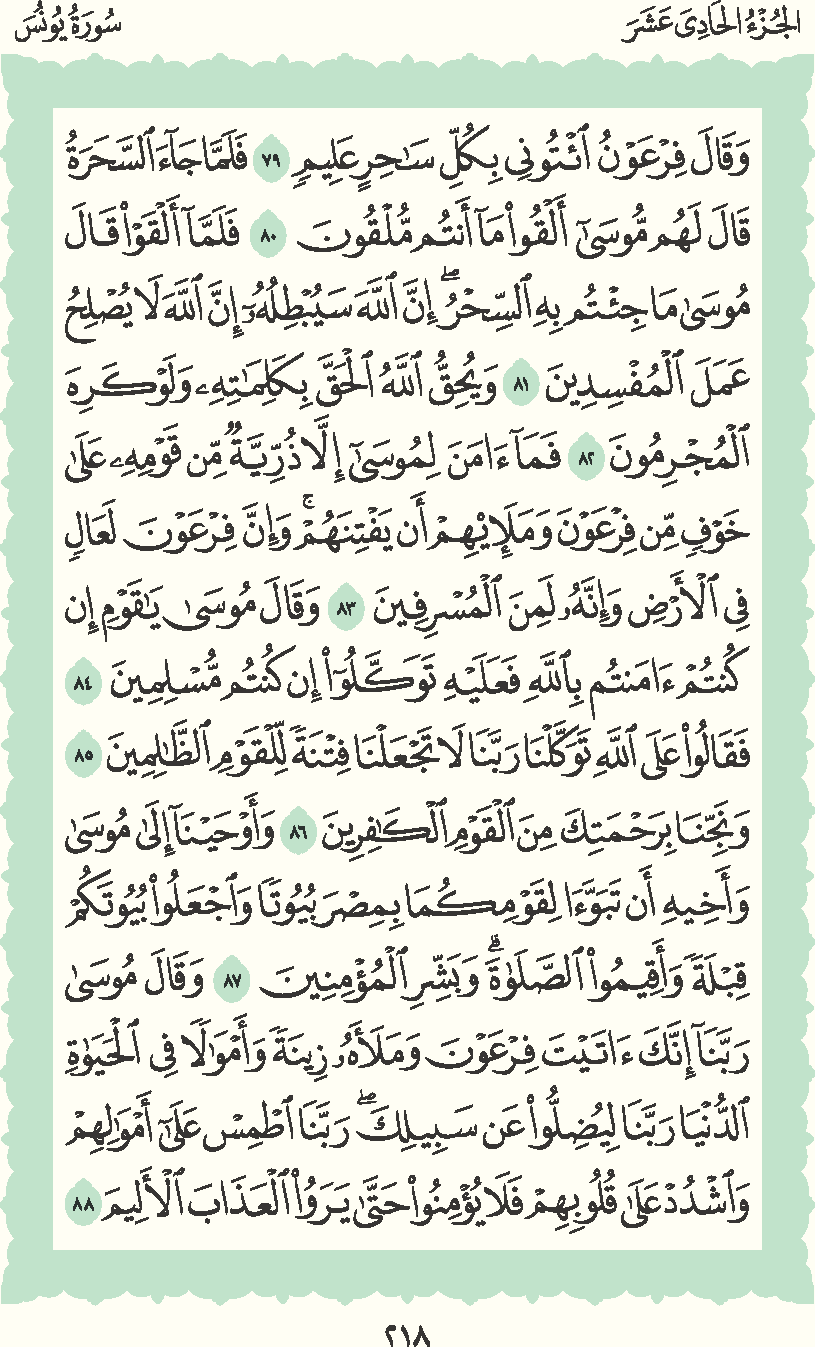 الجُزْءُ الحَادِىَ عَشَرَ
سُورَةُ يُونُسَ
وَقَالَ فِرْعَوْنُ ٱئْتُونِى بِكُلِّ سَٰحِرٍ عَلِيمٍ ٧٩ فَلَمَّا جَآءَ ٱلسَّحَرَةُ
قَالَ لَهُم مُّوسَىٰٓ أَلْقُوا۟ مَآ أَنتُم مُّلْقُونَ ٨٠ فَلَمَّآ أَلْقَوْا۟ قَالَ
مُوسَىٰ مَا جِئْتُم بِهِ ٱلسِّحْرُ ۖ إِنَّ ٱللَّهَ سَيُبْطِلُهُۥٓ إِنَّ ٱللَّهَ لَا يُصْلِحُ
عَمَلَ ٱلْمُفْسِدِينَ ٨١ وَيُحِقُّ ٱللَّهُ ٱلْحَقَّ بِكَلِمَٰتِهِۦ وَلَوْ كَرِهَ
ٱلْمُجْرِمُونَ ٨٢ فَمَآ ءَامَنَ لِمُوسَىٰٓ إِلَّا ذُرِّيَّةٌ مِّن قَوْمِهِۦ عَلَىٰ
خَوْفٍ مِّن فِرْعَوْنَ وَمَلَإِي۟هِمْ أَن يَفْتِنَهُمْ ۚ وَإِنَّ فِرْعَوْنَ لَعَالٍ
فِى ٱلْأَرْضِ وَإِنَّهُۥ لَمِنَ ٱلْمُسْرِفِينَ ٨٣ وَقَالَ مُوسَىٰ يَٰقَوْمِ إِن
كُنتُمْ ءَامَنتُم بِٱللَّهِ فَعَلَيْهِ تَوَكَّلُوٓا۟ إِن كُنتُم مُّسْلِمِينَ ٨٤
فَقَالُوا۟ عَلَى ٱللَّهِ تَوَكَّلْنَا رَبَّنَا لَا تَجْعَلْنَا فِتْنَةً لِّلْقَوْمِ ٱلظَّٰلِمِينَ ٨٥
وَنَجِّنَا بِرَحْمَتِكَ مِنَ ٱلْقَوْمِ ٱلْكَٰفِرِينَ ٨٦ وَأَوْحَيْنَآ إِلَىٰ مُوسَىٰ
وَأَخِيهِ أَن تَبَوَّءَا لِقَوْمِكُمَا بِمِصْرَ بُيُوتًا وَٱجْعَلُوا۟ بُيُوتَكُمْ
قِبْلَةً وَأَقِيمُوا۟ ٱلصَّلَوٰةَ ۗ وَبَشِّرِ ٱلْمُؤْمِنِينَ ٨٧ وَقَالَ مُوسَىٰ
رَبَّنَآ إِنَّكَ ءَاتَيْتَ فِرْعَوْنَ وَمَلَأَهُۥ زِينَةً وَأَمْوَٰلًا فِى ٱلْحَيَوٰةِ
ٱلدُّنْيَا رَبَّنَا لِيُضِلُّوا۟ عَن سَبِيلِكَ ۖ رَبَّنَا ٱطْمِسْ عَلَىٰٓ أَمْوَٰلِهِمْ
وَٱشْدُدْ عَلَىٰ قُلُوبِهِمْ فَلَا يُؤْمِنُوا۟ حَتَّىٰ يَرَوُا۟ ٱلْعَذَابَ ٱلْأَلِيمَ ٨٨
٢١٨